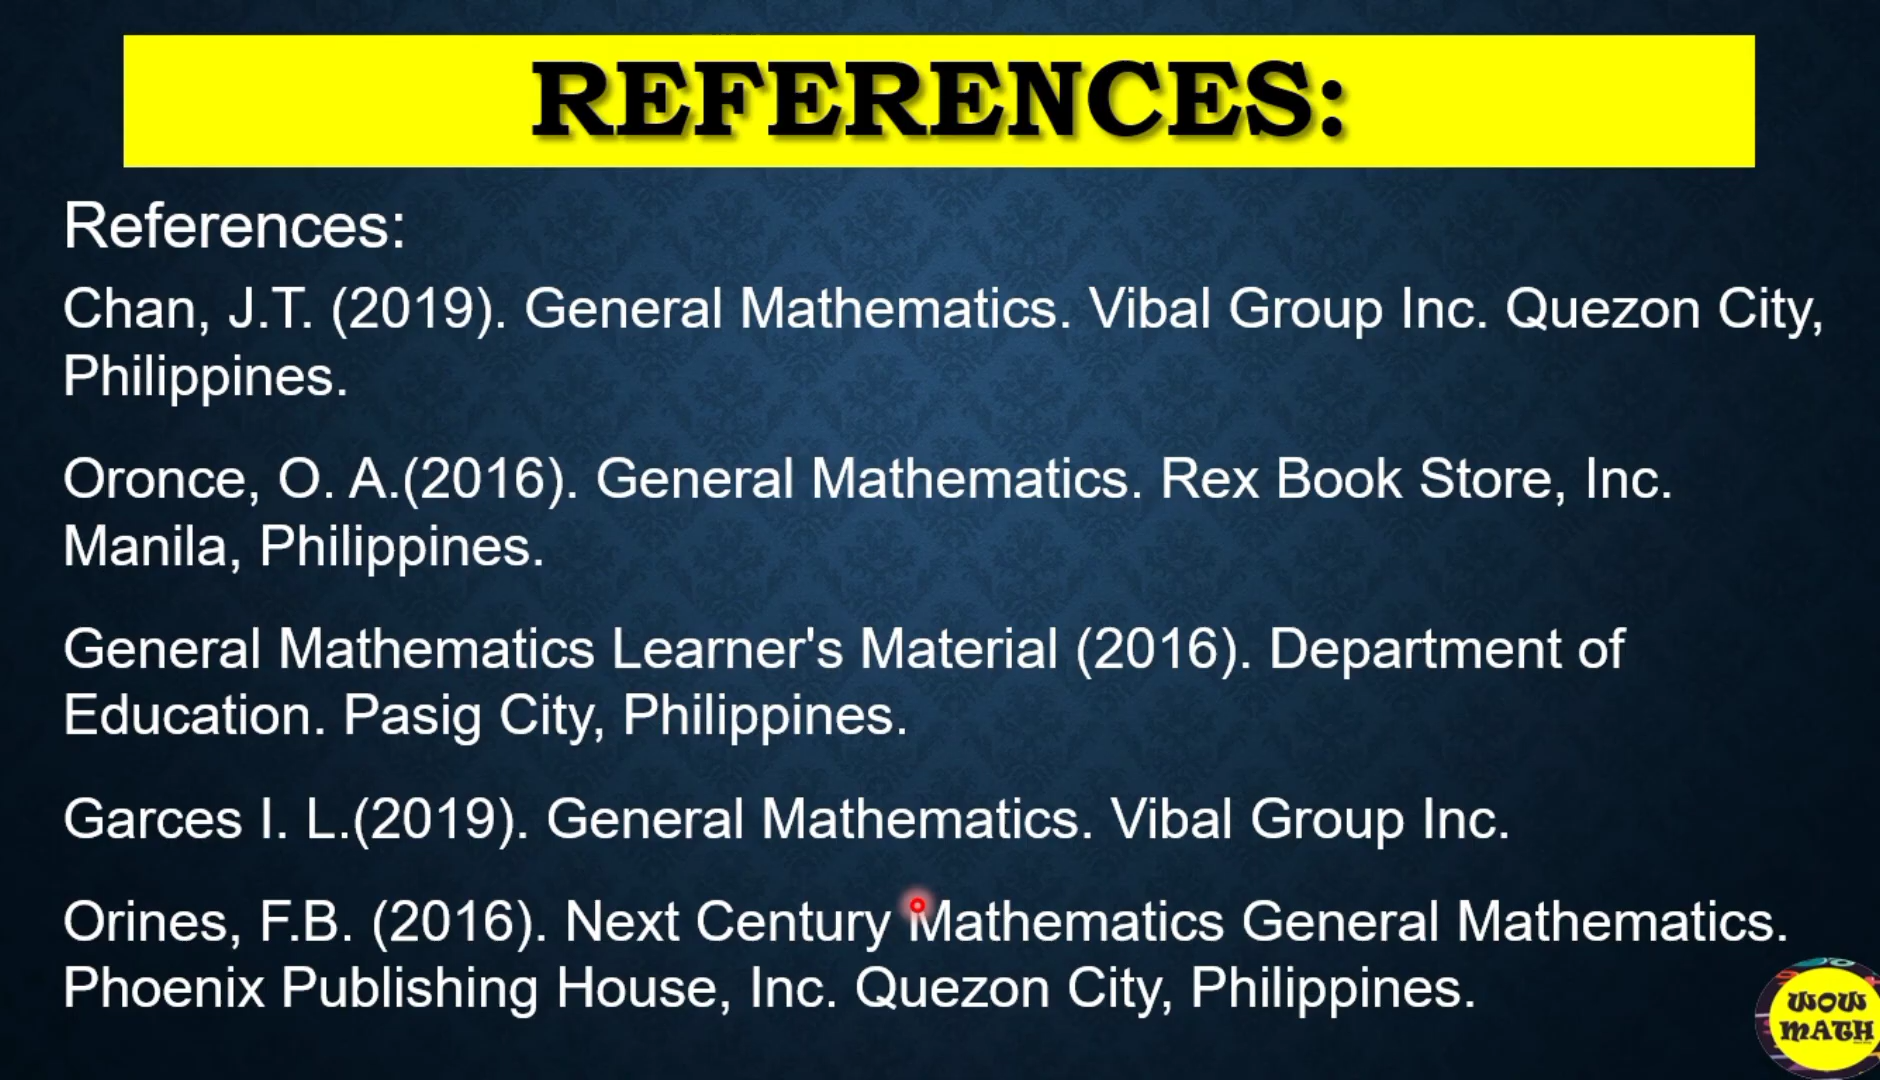 REFERENCES:
References:
Chan, J.T. (2019). General Mathematics. Vibal Group Inc. Quezon City,
Philippines.
Oronce, O. A.(2016). General Mathematics. Rex Book Store, Inc.
Manila, Philippines.
General Mathematics Learner's Material (2016). Department of
Education. Pasig City, Philippines.
Garces I. L.(2019). General Mathematics. Vibal Group Inc.
Orines, F.B. (2016). Next Century Mathematics General Mathematics.
Phoenix Publishing House, Inc. Quezon City, Philippines.
WOW
MATH